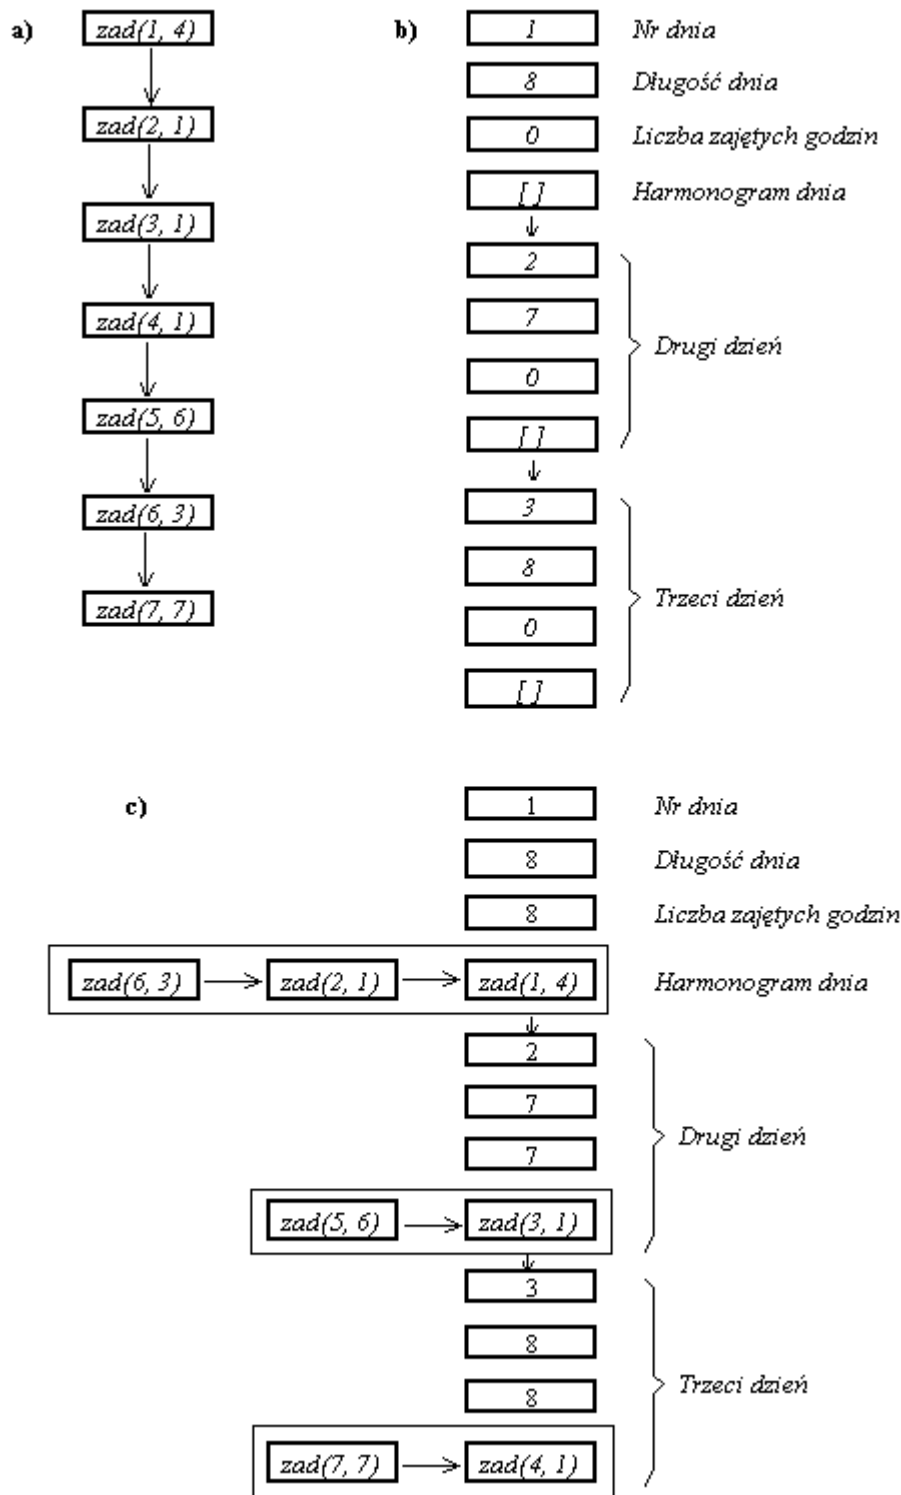 a) zad(1, 4) b) 1 Nr dnia
8 Długość dnia
zad(2, 1) 0 Liczba zajętych godzin
[ ] Harmonogram dnia
zad(3, 1)
2
zad(4, 1) 7 Drugi dzień
0
zad(5, 6) [ ]
zad(6, 3) 3
8
zad(7, 7) 0 Trzeci dzień
[ ]
c) 1 Nr dnia
8 Długość dnia
8 Liczba zajętych godzin
zad(6, 3) zad(2, 1) zad(1, 4) Harmonogram dnia
2
7
7 Drugi dzień
zad(5, 6) zad(3, 1)
3
8
8 Trzeci dzień
zad(7, 7) zad(4, 1)